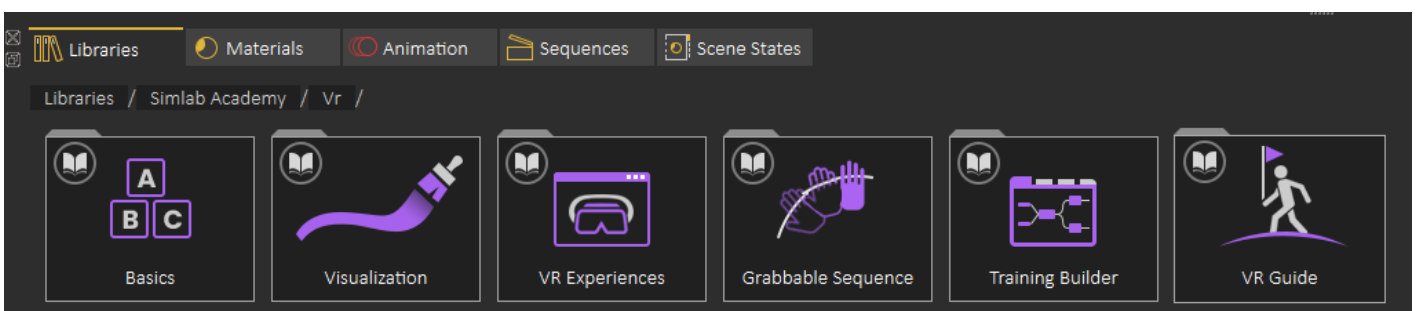 Libraries Materials Animation Sequences Scene States
Libraries / Simlab Academy / Vr /
A
B C
Basics Visualization VR Experiences Grabbable Sequence Training Builder VR Guide